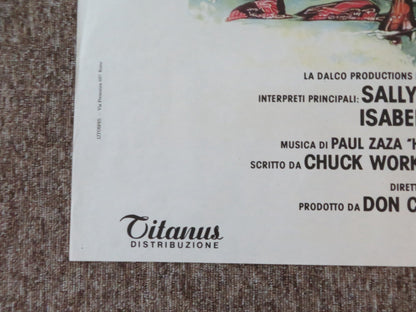 LA DALCO PRODUCTIONS
INTERPRETI PRINCIPALI: SALLY
ISABE
MUSICA DI PAUL ZAZA "H
SCRITTO DA CHUCK WORK
DIRETT
PRODOTTO DA DON C
Titanus
DISTRIBUZIONE